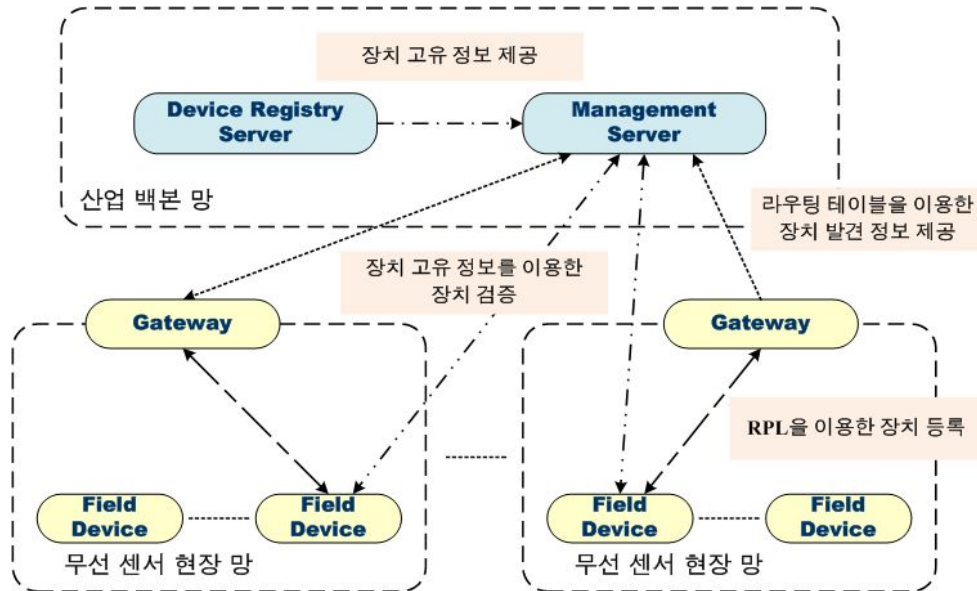 장치 고유 정보 제공
Device Registry
Server
Management
Server
산업 백본 망
라우팅 테이블을 이용한
장치 발견 정보 제공
장치 고유 정보를 이용한
장치 검증
Gateway
Gateway
RPL을 이용한 장치 등록
Field
Device
Field
Device
무선 센서 현장 망
Field
Device
Field
Device
무선 센서 현장 망